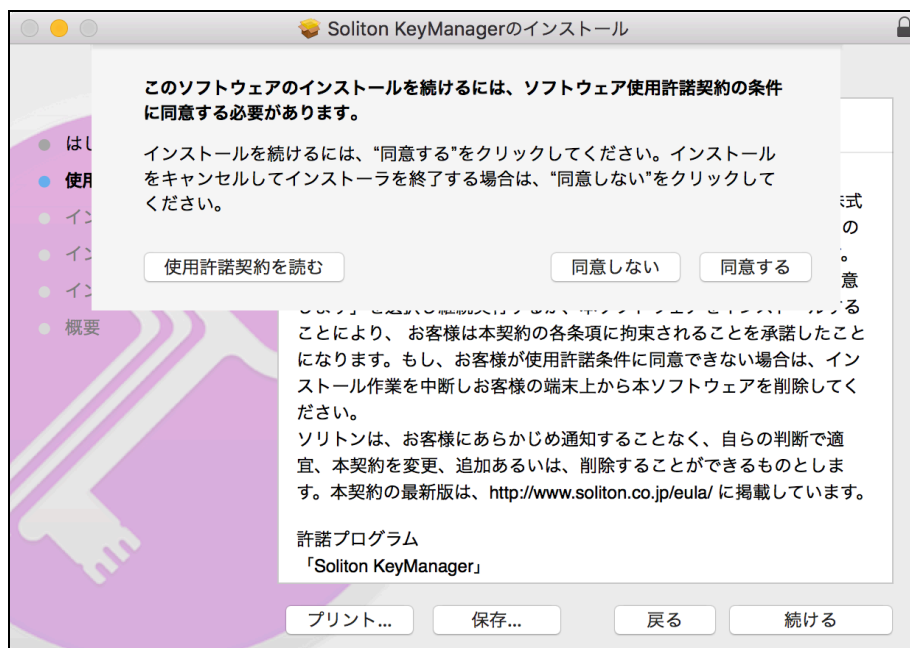 Soliton KeyManagerのインストール
このソフトウェアのインストールを続けるには、ソフトウェア使用許諾契約の条件
に同意する必要があります。
インストールを続けるには、“同意する”をクリックしてください。インストール
をキャンセルしてインストーラを終了する場合は、“同意しない”をクリックして
ください。
使用許諾契約を読む
同意しない
同意する
はじ
使用
イン
イン
イン
概要
式
の
。
意
ことにより、 お客様は本契約の各条項に拘束されることを承諾したこと
になります。もし、お客様が使用許諾条件に同意できない場合は、イン
ストール作業を中断しお客様の端末上から本ソフトウェアを削除してく
ださい。
ソリトンは、お客様にあらかじめ通知することなく、自らの判断で適
宜、本契約を変更、追加あるいは、削除することができるものとしま
す。本契約の最新版は、http://www.soliton.co.jp/eula/ に掲載しています。
許諾プログラム
「Soliton KeyManager」
プリント...
保存...
戻る
続ける